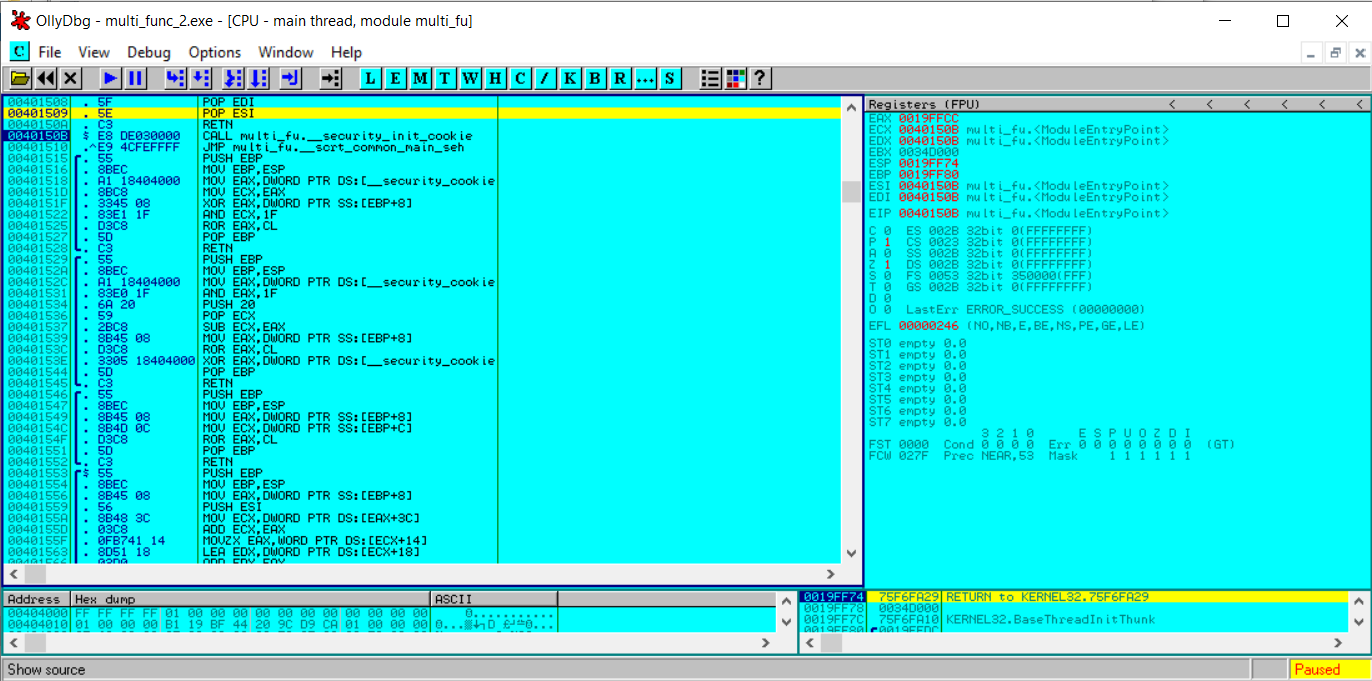 OllyDbg - multi_func_2.exe - [CPU - main thread, module multi_fu]
C File View Debug Options Window Help
L E M T W H C / K B R ... S ?
00401508 . 5F POP EDI
00401509 . 5E POP ESI
0040150A . C3 RETN
0040150B $ E8 DE030000 CALL multi_fu.__security_init_cookie
00401510 .^E9 4CFEFFFF JMP multi_fu.__scrt_common_main_seh
00401515 . 55 PUSH EBP
00401516 . 8BEC MOV EBP,ESP
00401518 . A1 18404000 MOV EAX,DWORD PTR DS:[__security_cookie
0040151D . 8BC8 MOV ECX,EAX
0040151F . 3345 08 XOR EAX,DWORD PTR SS:[EBP+8]
00401522 . 83E1 1F AND ECX,1F
00401525 . D3C8 ROR EAX,CL
00401527 . 5D POP EBP
00401528 . C3 RETN
00401529 . 55 PUSH EBP
0040152A . 8BEC MOV EBP,ESP
0040152C . A1 18404000 MOV EAX,DWORD PTR DS:[__security_cookie
00401531 . 83E0 1F AND EAX,1F
00401534 . 6A 20 PUSH 20
00401536 . 59 POP ECX
00401537 . 2BC8 SUB ECX,EAX
00401539 . 8B45 08 MOV EAX,DWORD PTR SS:[EBP+8]
0040153C . D3C8 ROR EAX,CL
0040153E . 3305 18404000 XOR EAX,DWORD PTR DS:[__security_cookie
00401544 . 5D POP EBP
00401545 . C3 RETN
00401546 . 55 PUSH EBP
00401547 . 8BEC MOV EBP,ESP
00401549 . 8B45 08 MOV EAX,DWORD PTR SS:[EBP+8]
0040154C . 8B4D 0C MOV ECX,DWORD PTR SS:[EBP+C]
0040154F . D3C8 ROR EAX,CL
00401551 . 5D POP EBP
00401552 . C3 RETN
00401553 $ 55 PUSH EBP
00401554 . 8BEC MOV EBP,ESP
00401556 . 8B45 08 MOV EAX,DWORD PTR SS:[EBP+8]
00401559 . 56 PUSH ESI
0040155A . 8B48 3C MOV ECX,DWORD PTR DS:[EAX+3C]
0040155D . 03C8 ADD ECX,EAX
0040155F . 0FB741 14 MOVZX EAX,WORD PTR DS:[ECX+14]
00401563 . 8D51 18 LEA EDX,DWORD PTR DS:[ECX+18]
00401566 . 03D0 ADD EDX,EAX
Registers (FPU) < < < < < <
EAX 0019FFCC
ECX 0040150B multi_fu.<ModuleEntryPoint>
EDX 0040150B multi_fu.<ModuleEntryPoint>
EBX 0034D000
ESP 0019FF74
EBP 0019FF80
ESI 0040150B multi_fu.<ModuleEntryPoint>
EDI 0040150B multi_fu.<ModuleEntryPoint>
EIP 0040150B multi_fu.<ModuleEntryPoint>
C 0 ES 002B 32bit 0(FFFFFFFF)
P 1 CS 0023 32bit 0(FFFFFFFF)
A 0 SS 002B 32bit 0(FFFFFFFF)
Z 1 DS 002B 32bit 0(FFFFFFFF)
S 0 FS 0053 32bit 350000(FFF)
T 0 GS 002B 32bit 0(FFFFFFFF)
D 0
O 0 LastErr ERROR_SUCCESS (00000000)
EFL 00000246 (NO,NB,E,BE,NS,PE,GE,LE)
ST0 empty 0.0
ST1 empty 0.0
ST2 empty 0.0
ST3 empty 0.0
ST4 empty 0.0
ST5 empty 0.0
ST6 empty 0.0
ST7 empty 0.0
3 2 1 0 E S P U O Z D I
FST 0000 Cond 0 0 0 0 Err 0 0 0 0 0 0 0 0 (GT)
FCW 027F Prec NEAR,53 Mask 1 1 1 1 1 1
Address Hex dump ASCII
00404000 FF FF FF FF 01 00 00 00 00 00 00 00 00 00 00 00
00404010 01 00 00 00 B1 19 BF 44 20 9C D9 CA 01 00 00 00
0019FF74 75F6FA29 RETURN to KERNEL32.75F6FA29
0019FF78 0034D000
0019FF7C 75F6FA10 KERNEL32.BaseThreadInitThunk
0019FF80 0019FFDC
Show source
Paused